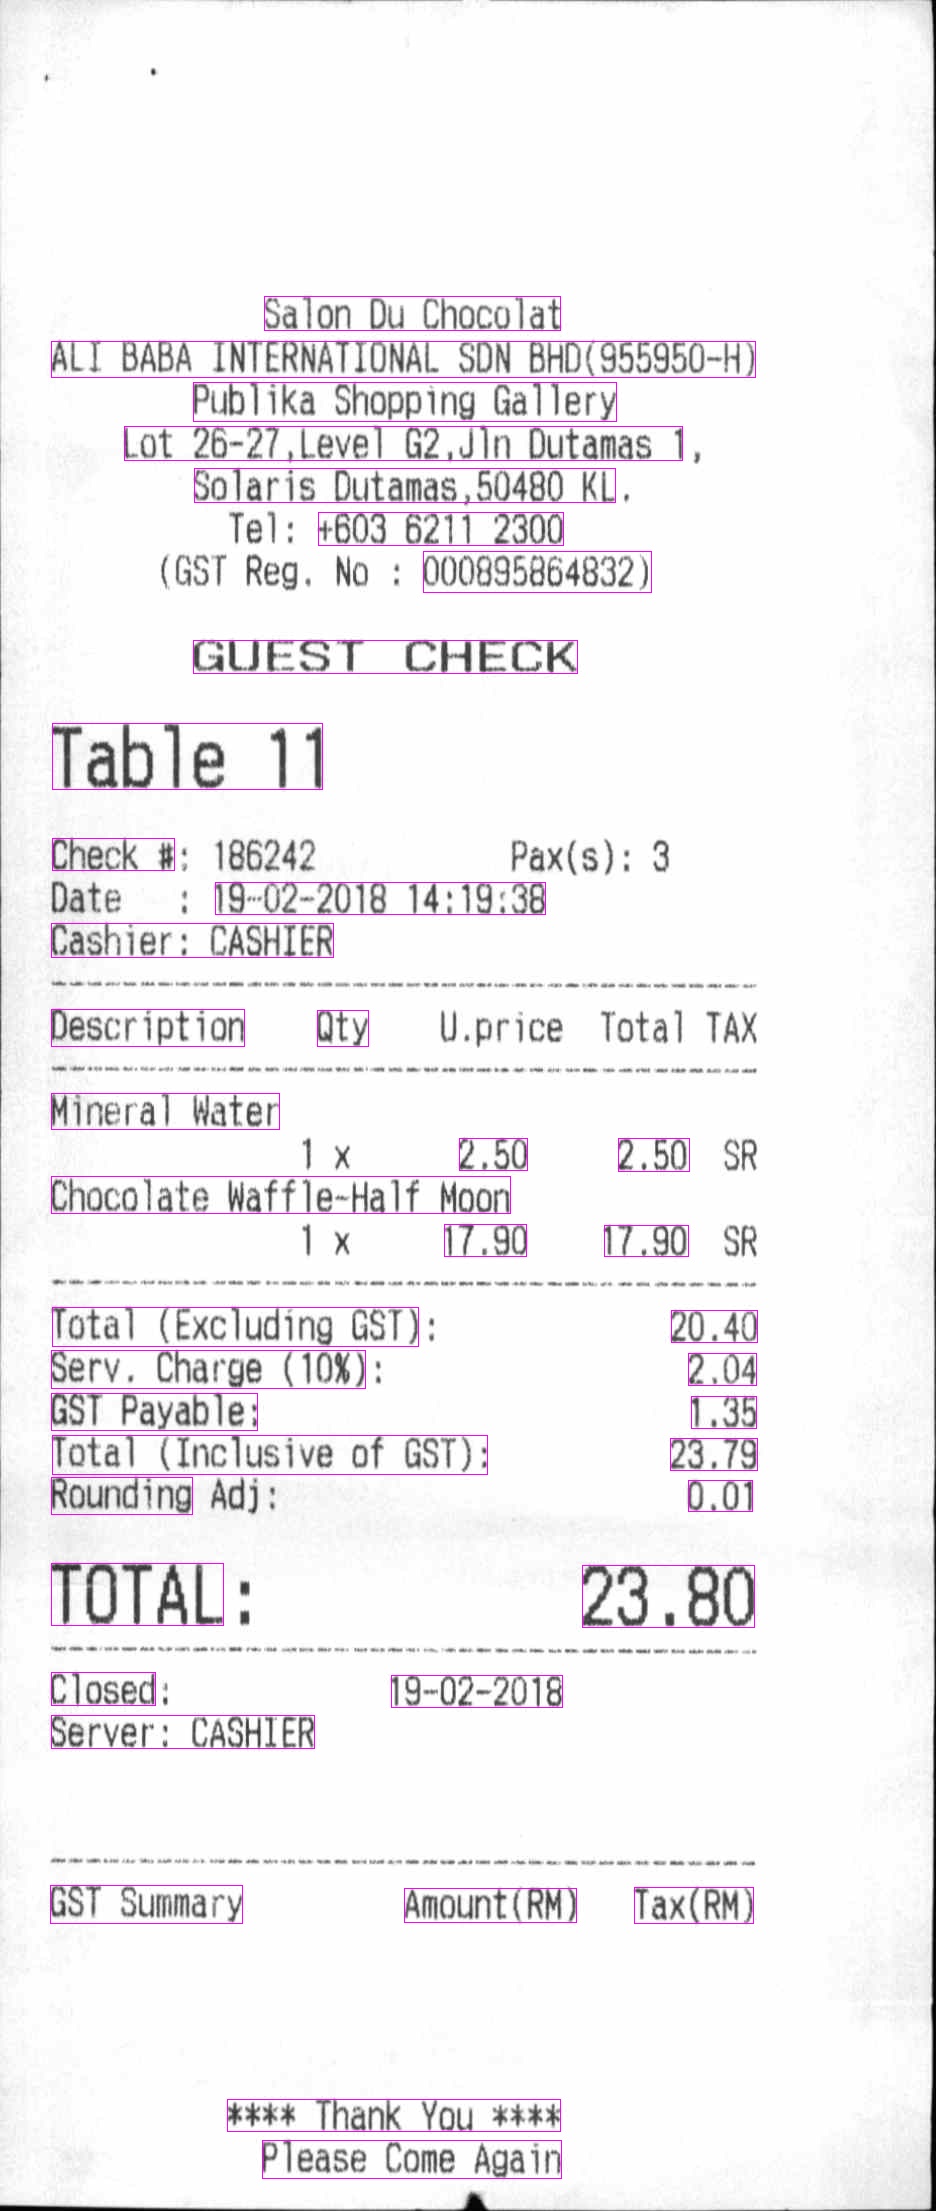 Salon Du Chocolat
ALI BABA INTERNATIONAL SDN BHD(955950-H)
Publika Shopping Gallery
Lot 26-27,Level G2,Jln Dutamas 1,
Solaris Dutamas,50480 KL.
Tel: +603 6211 2300
(GST Reg. No : 000895864832)
GUEST CHECK
Table 11
Check #: 186242 Pax(s): 3
Date : 19-02-2018 14:19:38
Cashier: CASHIER
Description Qty U.price Total TAX
Mineral Water
1 x 2.50 2.50 SR
Chocolate Waffle-Half Moon
1 x 17.90 17.90 SR
Total (Excluding GST): 20.40
Serv. Charge (10%): 2.04
GST Payable: 1.35
Total (Inclusive of GST): 23.79
Rounding Adj: 0.01
TOTAL: 23.80
Closed: 19-02-2018
Server: CASHIER
GST Summary Amount(RM) Tax(RM)
**** Thank You ****
Please Come Again